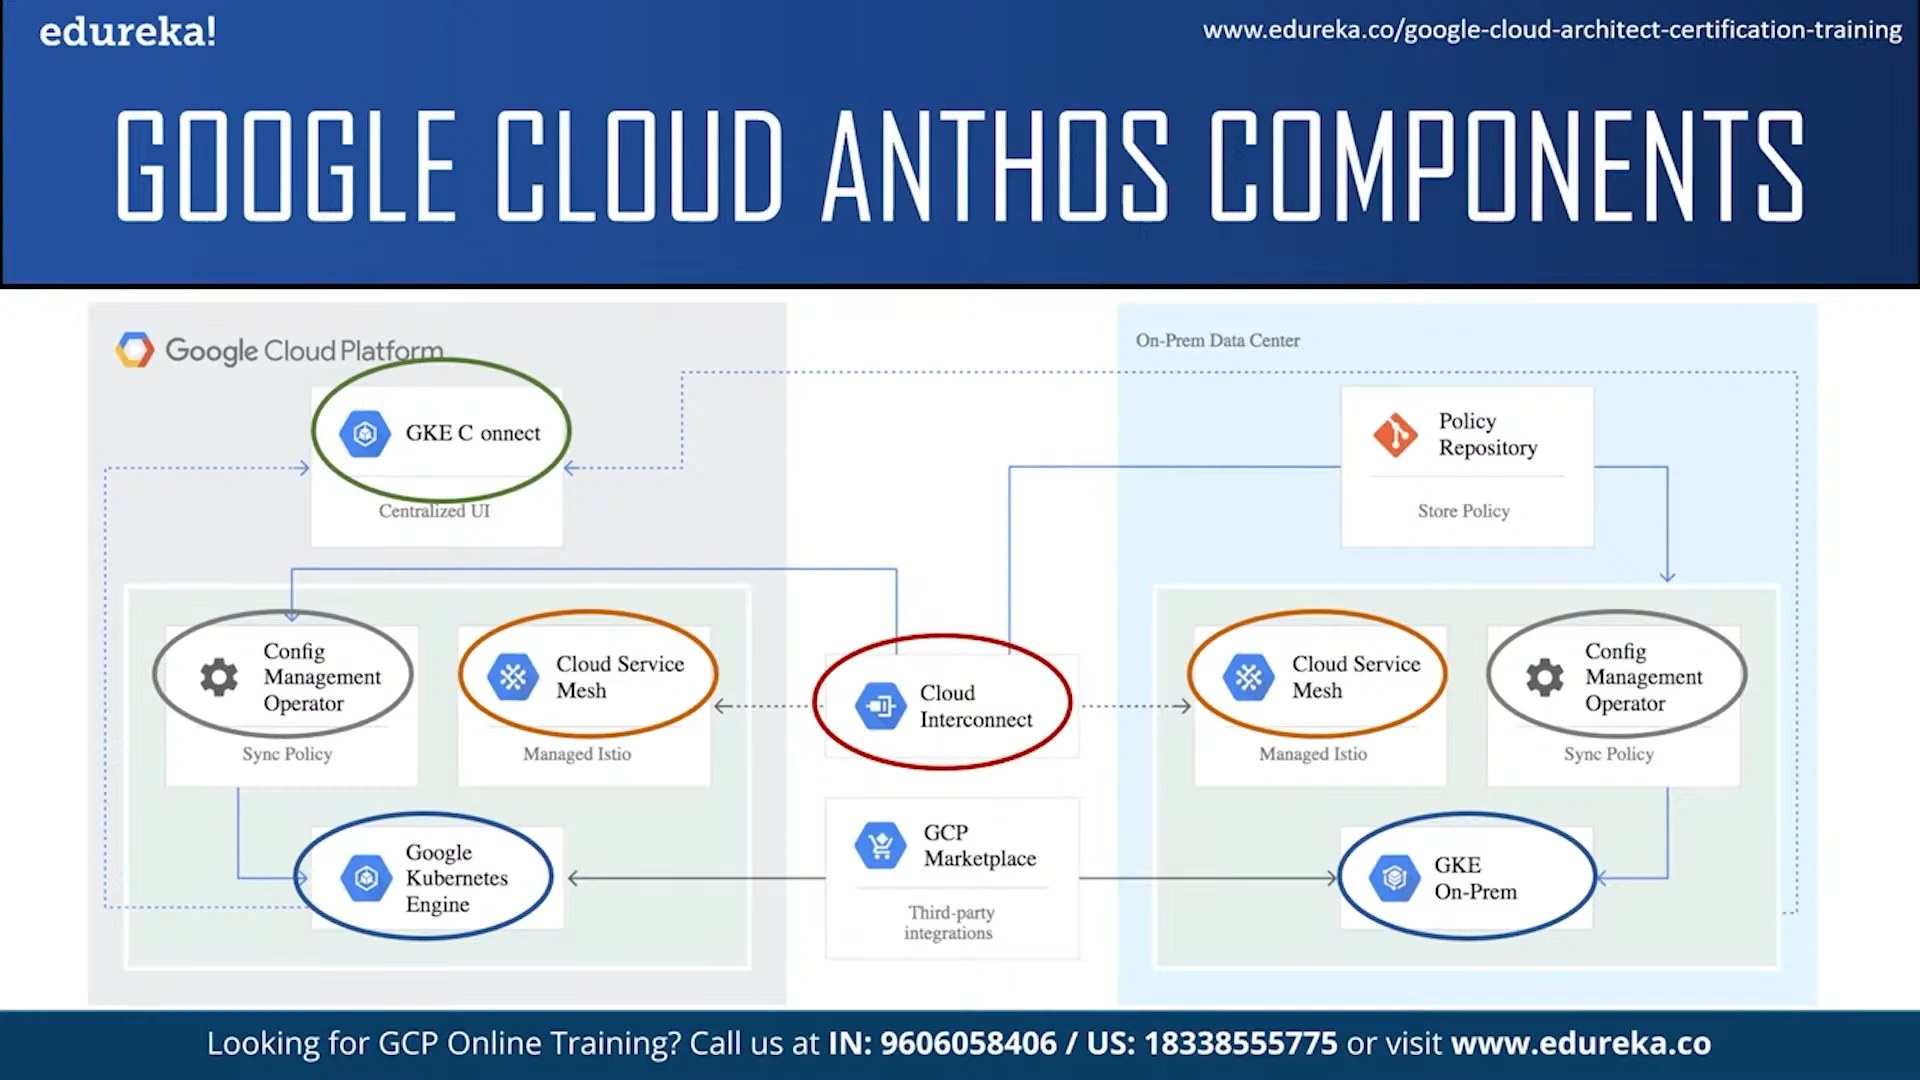 edureka!
www.edureka.co/google-cloud-architect-certification-training
GOOGLE CLOUD ANTHOS COMPONENTS
Google Cloud Platform
GKE C onnect
Centralized UI
Config
Management
Operator
Sync Policy
Cloud Service
Mesh
Managed Istio
Google
Kubernetes
Engine
Cloud
Interconnect
GCP
Marketplace
Third-party
integrations
On-Prem Data Center
Policy
Repository
Store Policy
Cloud Service
Mesh
Managed Istio
Config
Management
Operator
Sync Policy
GKE
On-Prem
Looking for GCP Online Training? Call us at IN: 9606058406 / US: 18338555775 or visit www.edureka.co